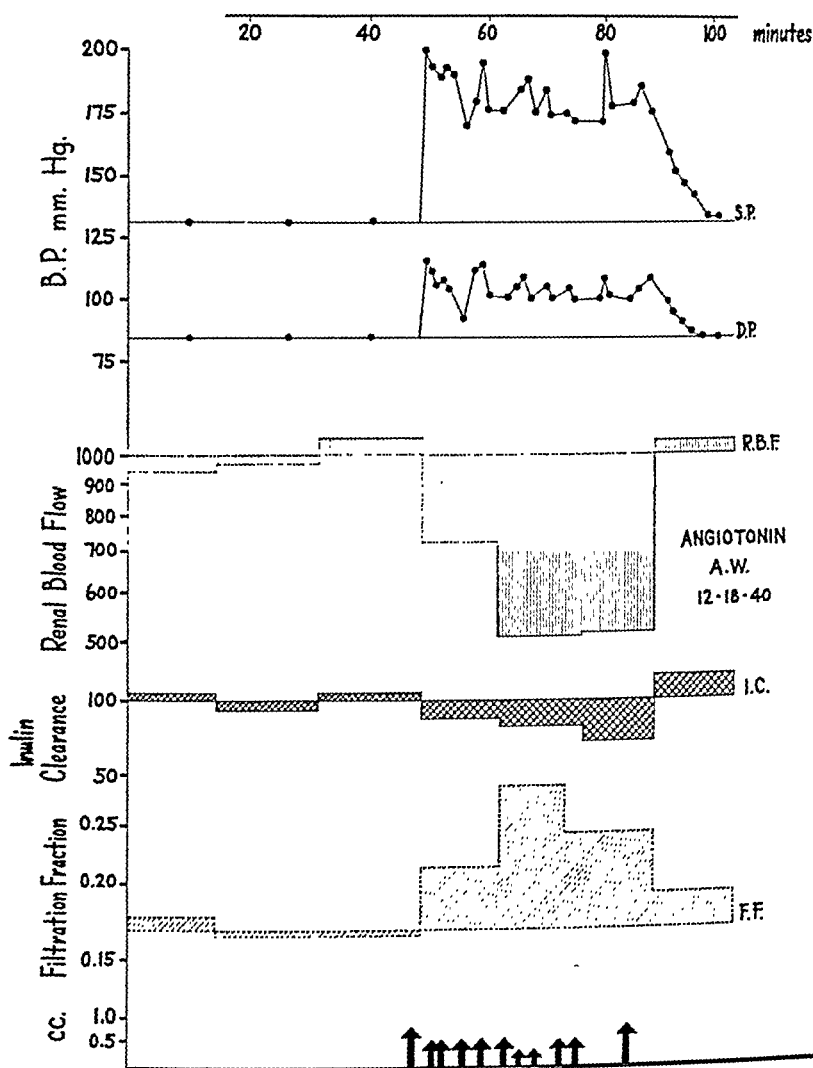 20 40 60 80 100 minutes
200
175
150
125
100
75
B.P. mm. Hg.
S.P.
D.P.
1000
900
800
700
600
500
Renal Blood Flow
R.B.F.
ANGIOTONIN
A.W.
12-18-40
100
50
Inulin
Clearance
I.C.
0.25
0.20
0.15
Filtration Fraction
F.F.
1.0
0.5
CC.